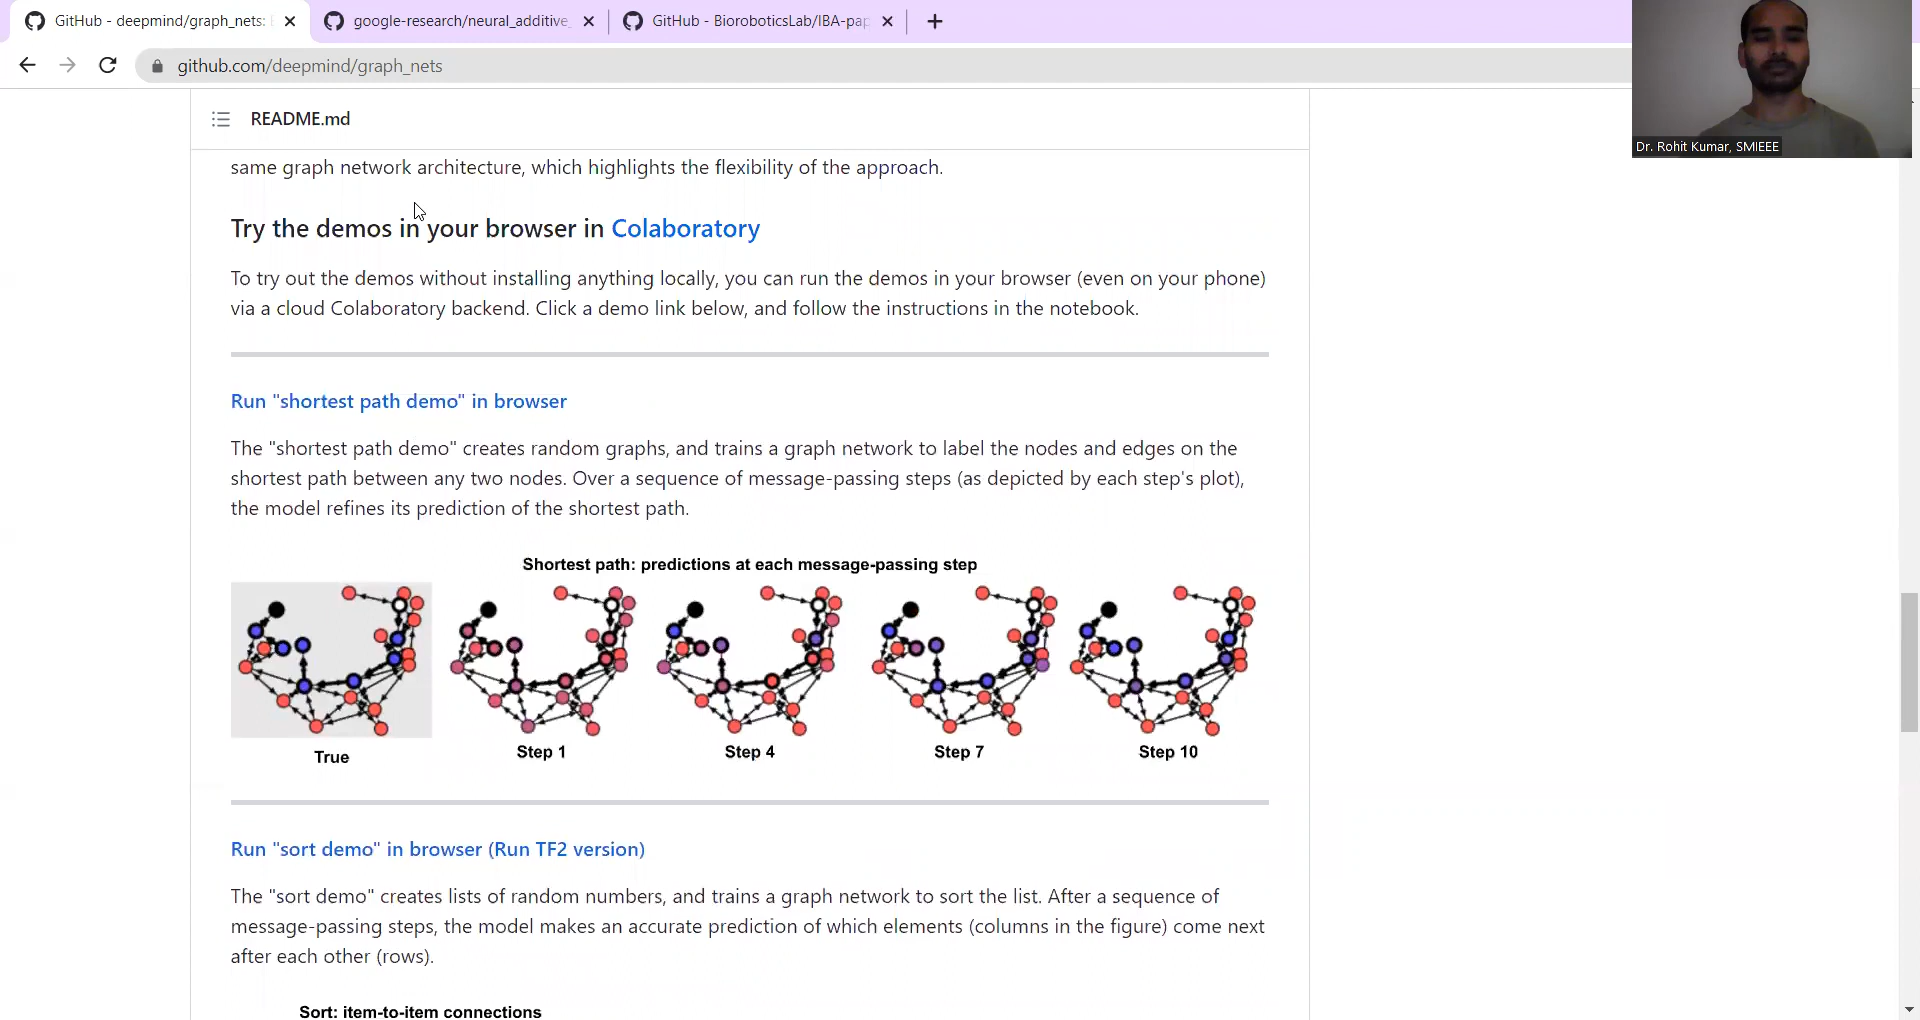 GitHub - deepmind/graph_nets:
google-research/neural_additive_
GitHub - BioroboticsLab/IBA-pap
github.com/deepmind/graph_nets
Dr. Rohit Kumar, SMIEEE
README.md
same graph network architecture, which highlights the flexibility of the approach.
Try the demos in your browser in Colaboratory
To try out the demos without installing anything locally, you can run the demos in your browser (even on your phone)
via a cloud Colaboratory backend. Click a demo link below, and follow the instructions in the notebook.
Run "shortest path demo" in browser
The "shortest path demo" creates random graphs, and trains a graph network to label the nodes and edges on the
shortest path between any two nodes. Over a sequence of message-passing steps (as depicted by each step's plot),
the model refines its prediction of the shortest path.
Shortest path: predictions at each message-passing step
True
Step 1
Step 4
Step 7
Step 10
Run "sort demo" in browser (Run TF2 version)
The "sort demo" creates lists of random numbers, and trains a graph network to sort the list. After a sequence of
message-passing steps, the model makes an accurate prediction of which elements (columns in the figure) come next
after each other (rows).
Sort: item-to-item connections